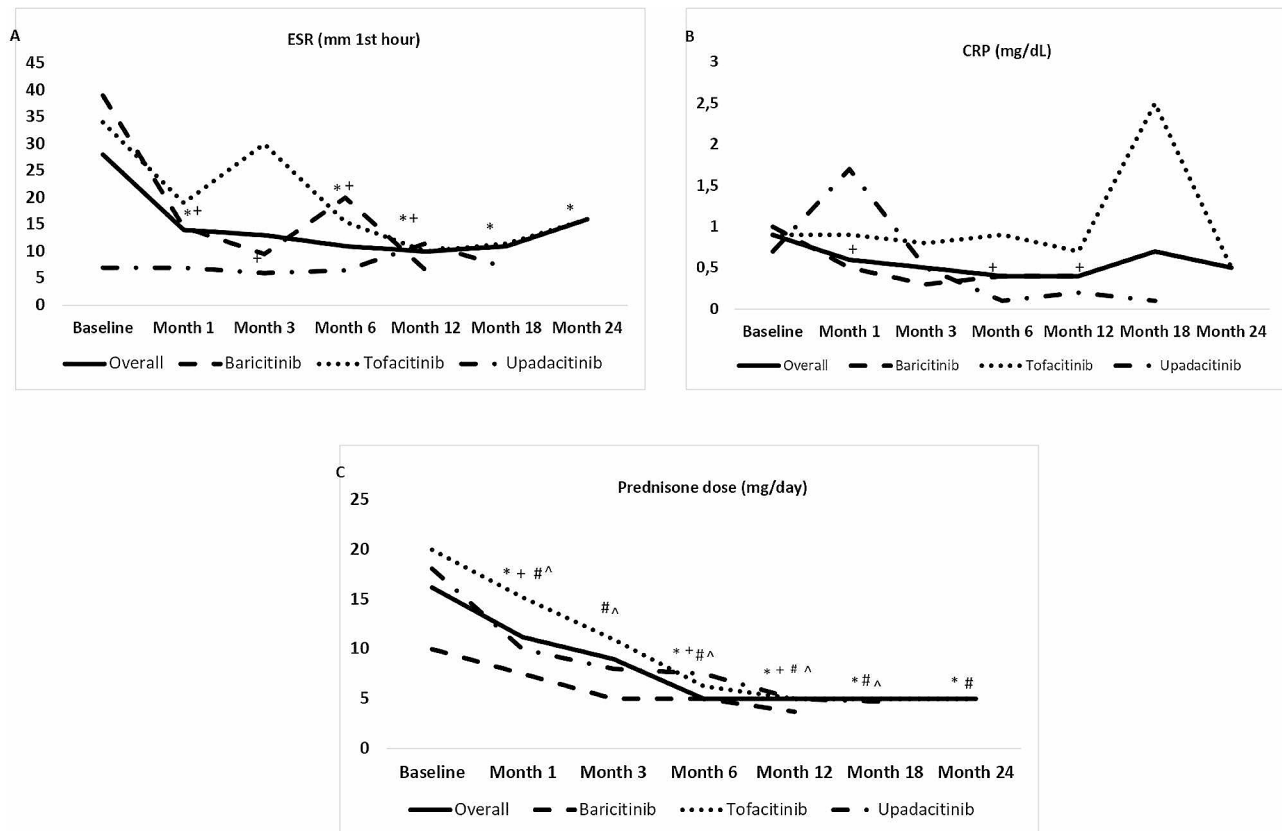 A
ESR (mm 1st hour)
45
40
35
30
25
20
15
10
5
0
*+
+
*+
*+
*
*
Baseline Month 1 Month 3 Month 6 Month 12 Month 18 Month 24
Overall Baricitinib Tofacitinib Upadacitinib
B
CRP (mg/dL)
3
2,5
2
1,5
1
0,5
0
+
+
+
Baseline Month 1 Month 3 Month 6 Month 12 Month 18 Month 24
Overall Baricitinib Tofacitinib Upadacitinib
C
Prednisone dose (mg/day)
25
20
15
10
5
0
* + #^
#^
*+#^
*+#^
*#^
*#
Baseline Month 1 Month 3 Month 6 Month 12 Month 18 Month 24
Overall Baricitinib Tofacitinib Upadacitinib